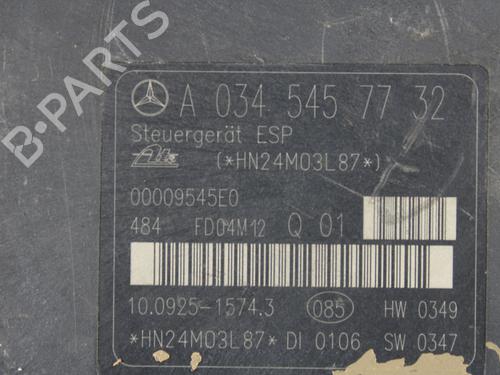 B-PARTS
A 034 545 77 32
Steuergerät ESP
Ate (*HN24M03L87*)
00009545E0
484 FD04M12 Q 01
10.0925-1574.3 085 HW 0349
*HN24M03L87* DI 0106 SW 0347